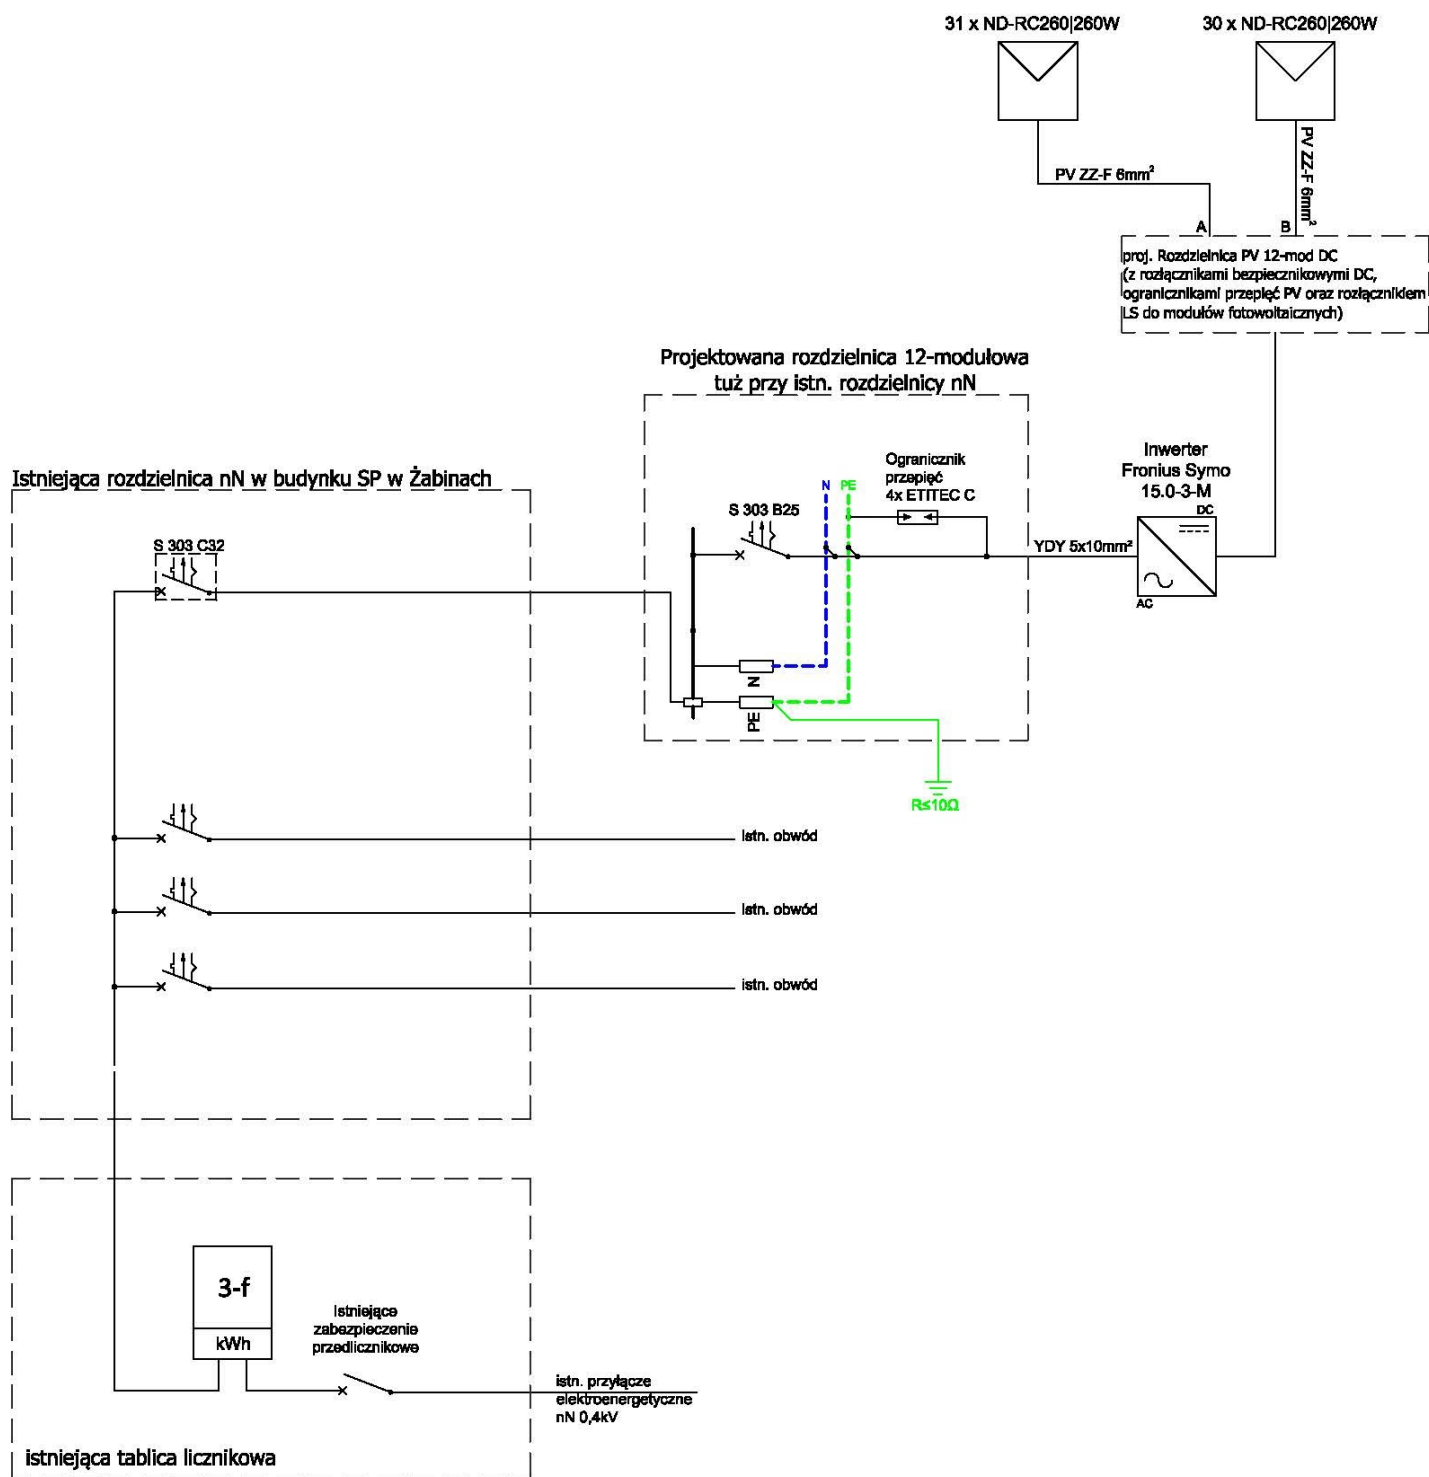 31 x ND-RC260|260W
30 x ND-RC260|260W
PV ZZ-F 6mm²
PV ZZ-F 6mm²
A
B
proj. Rozdzielnica PV 12-mod DC
(z rozłącznikami bezpiecznikowymi DC,
ogranicznikami przepięć PV oraz rozłącznikiem
LS do modułów fotowoltaicznych)
Projektowana rozdzielnica 12-modułowa
tuż przy istn. rozdzielnicy nN
Inwerter
Fronius Symo
15.0-3-M
DC
AC
Ogranicznik
przepięć
4x ETITEC C
N
PE
S 303 B25
YDY 5x10mm²
Istniejąca rozdzielnica nN w budynku SP w Żabinach
S 303 C32
N
PE
R≤10Ω
istn. obwód
istn. obwód
istn. obwód
3-f
kWh
Istniejące
zabezpieczenie
przedlicznikowe
istn. przyłącze
elektroenergetyczne
nN 0,4kV
istniejąca tablica licznikowa